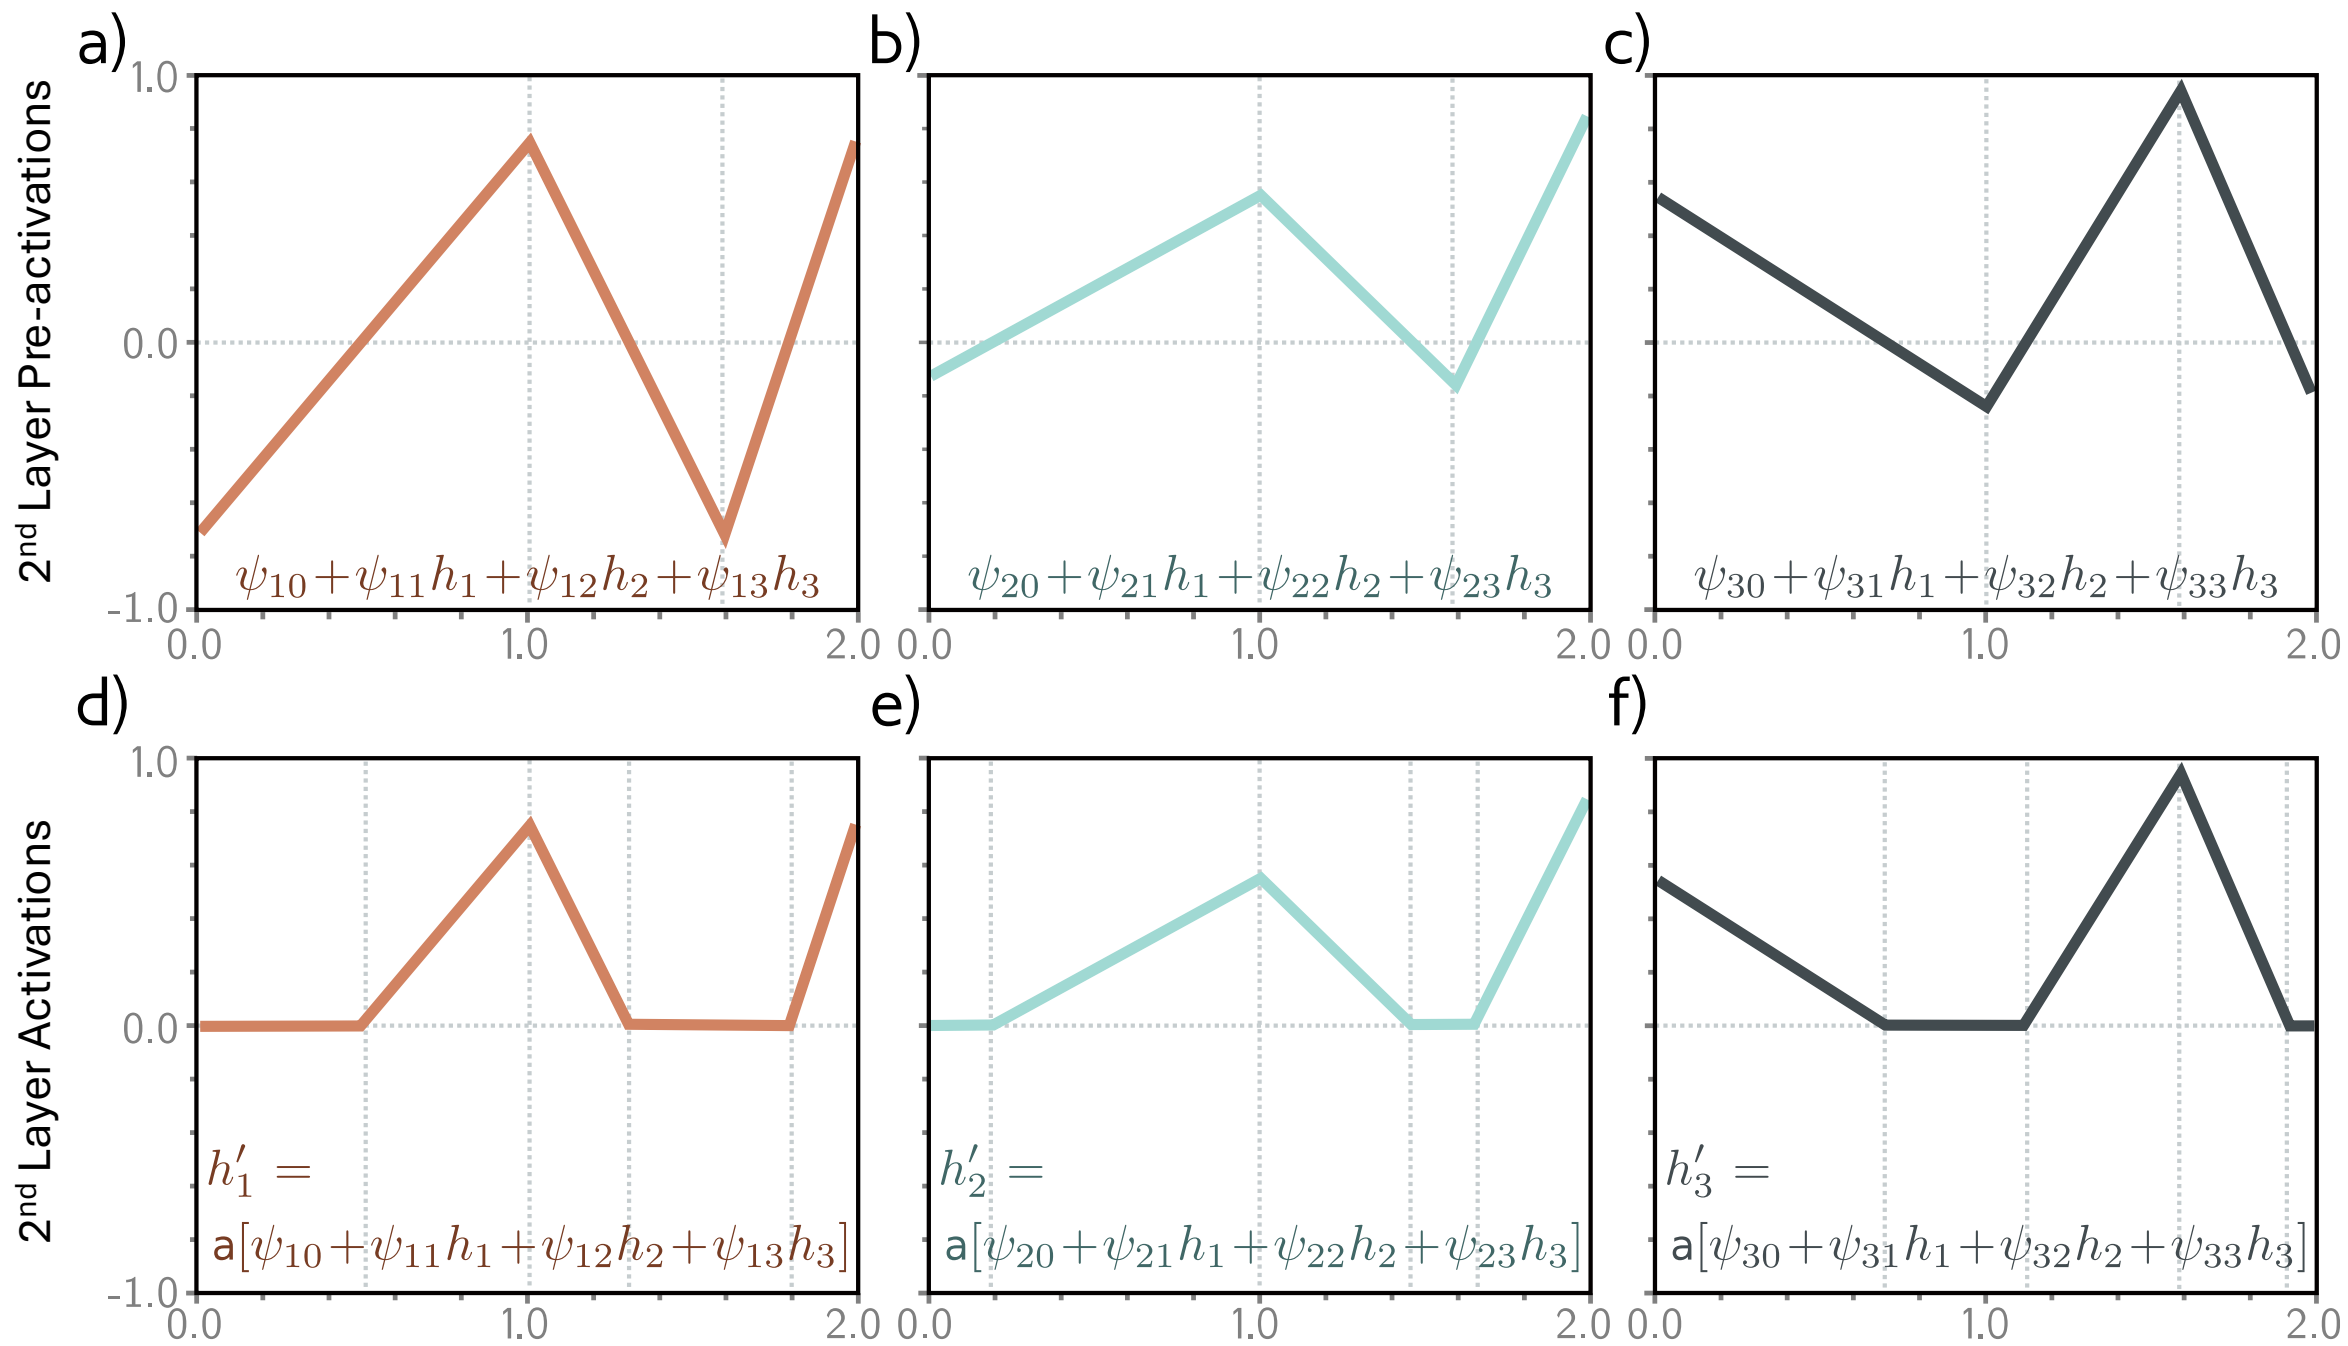 a)
b)
c)
2nd Layer Pre-activations
1.0
0.0
-1.0
ψ₁₀+ψ₁₁h₁+ψ₁₂h₂+ψ₁₃h₃
ψ₂₀+ψ₂₁h₁+ψ₂₂h₂+ψ₂₃h₃
ψ₃₀+ψ₃₁h₁+ψ₃₂h₂+ψ₃₃h₃
0.0 1.0 2.0
0.0 1.0 2.0
0.0 1.0 2.0
d)
e)
f)
2nd Layer Activations
1.0
0.0
-1.0
h′₁ =
a[ψ₁₀+ψ₁₁h₁+ψ₁₂h₂+ψ₁₃h₃]
h′₂ =
a[ψ₂₀+ψ₂₁h₁+ψ₂₂h₂+ψ₂₃h₃]
h′₃ =
a[ψ₃₀+ψ₃₁h₁+ψ₃₂h₂+ψ₃₃h₃]
0.0 1.0 2.0
0.0 1.0 2.0
0.0 1.0 2.0